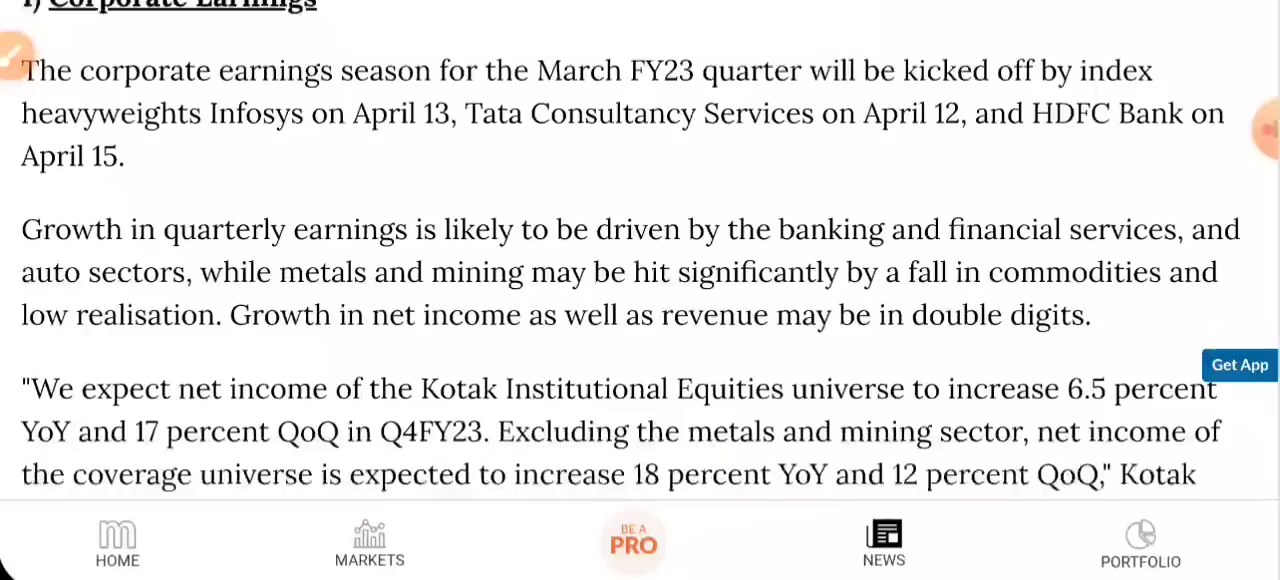 1) Corporate Earnings
The corporate earnings season for the March FY23 quarter will be kicked off by index
heavyweights Infosys on April 13, Tata Consultancy Services on April 12, and HDFC Bank on
April 15.
Growth in quarterly earnings is likely to be driven by the banking and financial services, and
auto sectors, while metals and mining may be hit significantly by a fall in commodities and
low realisation. Growth in net income as well as revenue may be in double digits.
Get App
"We expect net income of the Kotak Institutional Equities universe to increase 6.5 percent
YoY and 17 percent QoQ in Q4FY23. Excluding the metals and mining sector, net income of
the coverage universe is expected to increase 18 percent YoY and 12 percent QoQ," Kotak
HOME
MARKETS
BE A
PRO
NEWS
PORTFOLIO